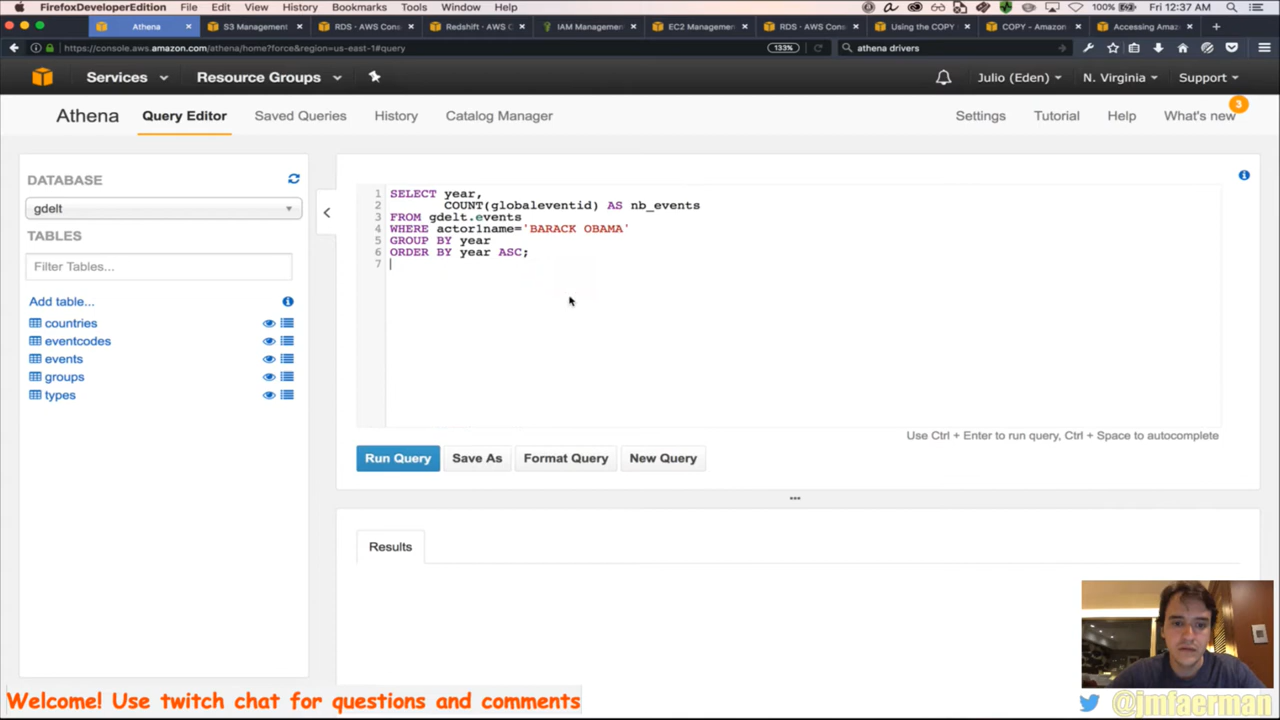 FirefoxDeveloperEdition File Edit View History Bookmarks Tools Window Help 100% Fri 12:37 AM
Athena S3 Management RDS - AWS Cons Redshift - AWS C IAM Management EC2 Management RDS - AWS Conso Using the COPY COPY - Amazon Accessing Amaz
https://console.aws.amazon.com/athena/home?force&region=us-east-1#query 133% athena drivers
Services Resource Groups Julio (Eden) N. Virginia Support
Athena Query Editor Saved Queries History Catalog Manager Settings Tutorial Help What's new 3
DATABASE
gdelt
TABLES
Filter Tables...
Add table...
countries
eventcodes
events
groups
types
1 SELECT year,
2 COUNT(globaleventid) AS nb_events
3 FROM gdelt.events
4 WHERE actor1name='BARACK OBAMA'
5 GROUP BY year
6 ORDER BY year ASC;
7
Use Ctrl + Enter to run query, Ctrl + Space to autocomplete
Run Query Save As Format Query New Query
Results
Welcome! Use twitch chat for questions and comments
@jmfaerman